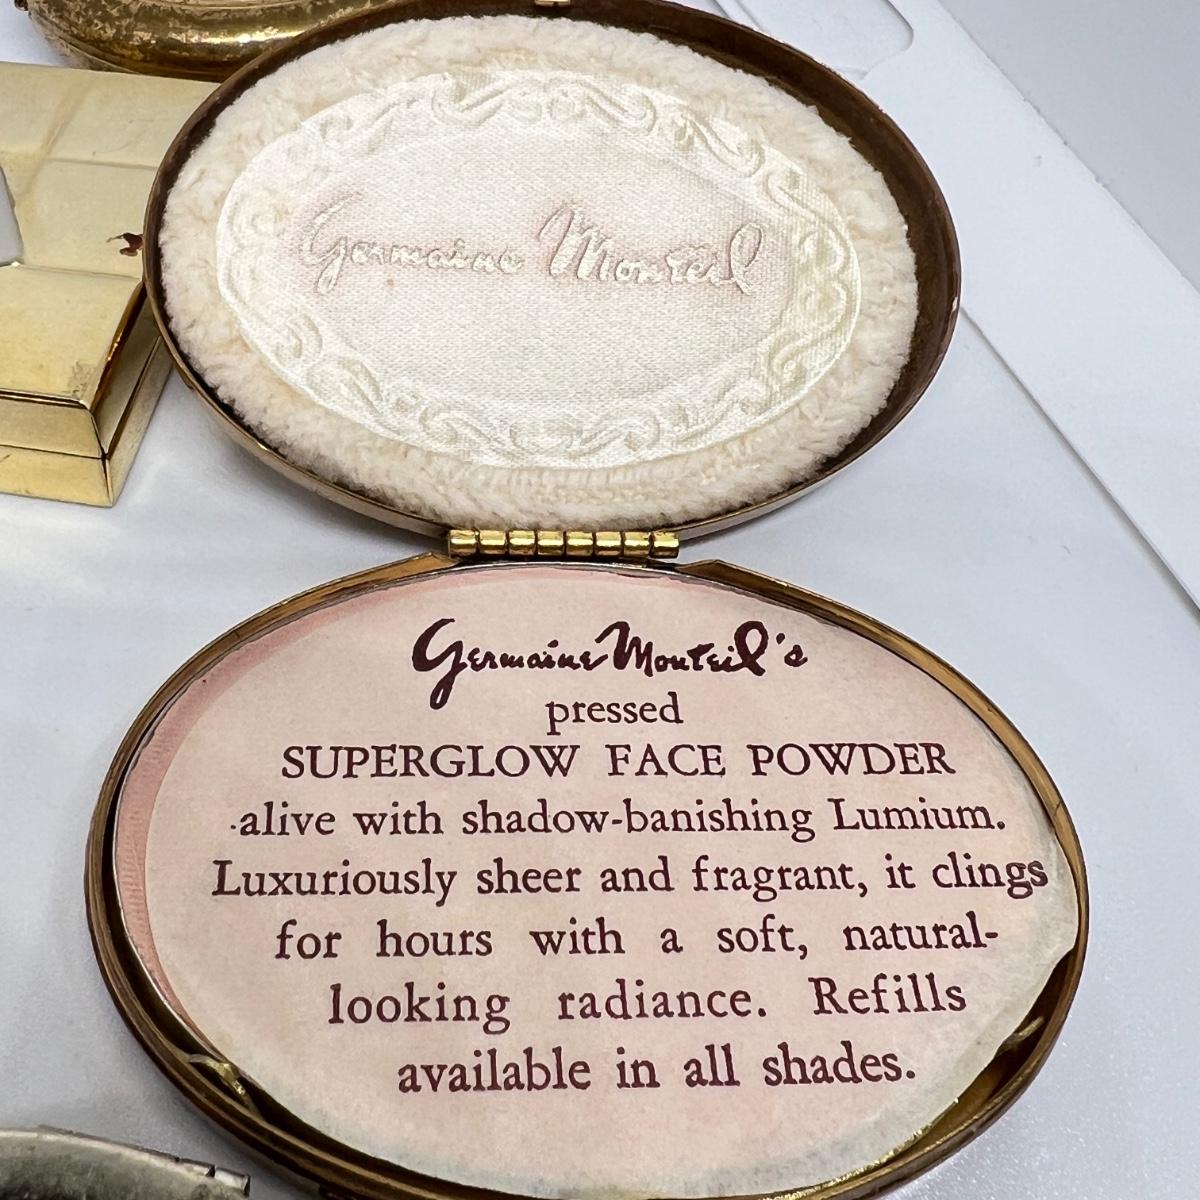 Germaine Monteil
Germaine Monteil's
pressed
SUPERGLOW FACE POWDER
alive with shadow-banishing Lumium.
Luxuriously sheer and fragrant, it clings
for hours with a soft, natural-
looking radiance. Refills
available in all shades.